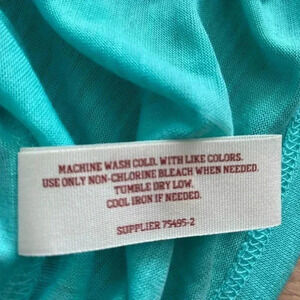 MACHINE WASH COLD. WITH LIKE COLORS.
USE ONLY NON-CHLORINE BLEACH WHEN NEEDED.
TUMBLE DRY LOW.
COOL IRON IF NEEDED.
SUPPLIER 75495-2